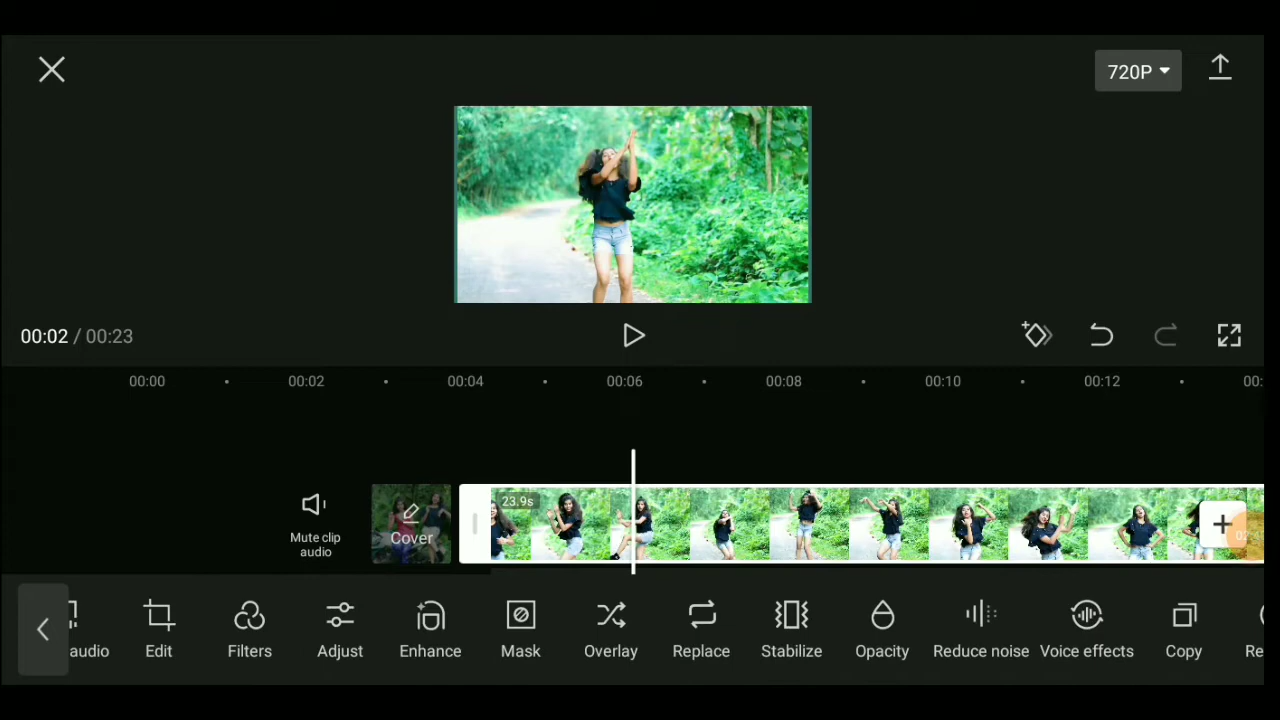 720P
00:02 / 00:23
00:00 00:02 00:04 00:06 00:08 00:10 00:12 00:
23.9s
Mute clip
audio
Cover
audio Edit Filters Adjust Enhance Mask Overlay Replace Stabilize Opacity Reduce noise Voice effects Copy Re